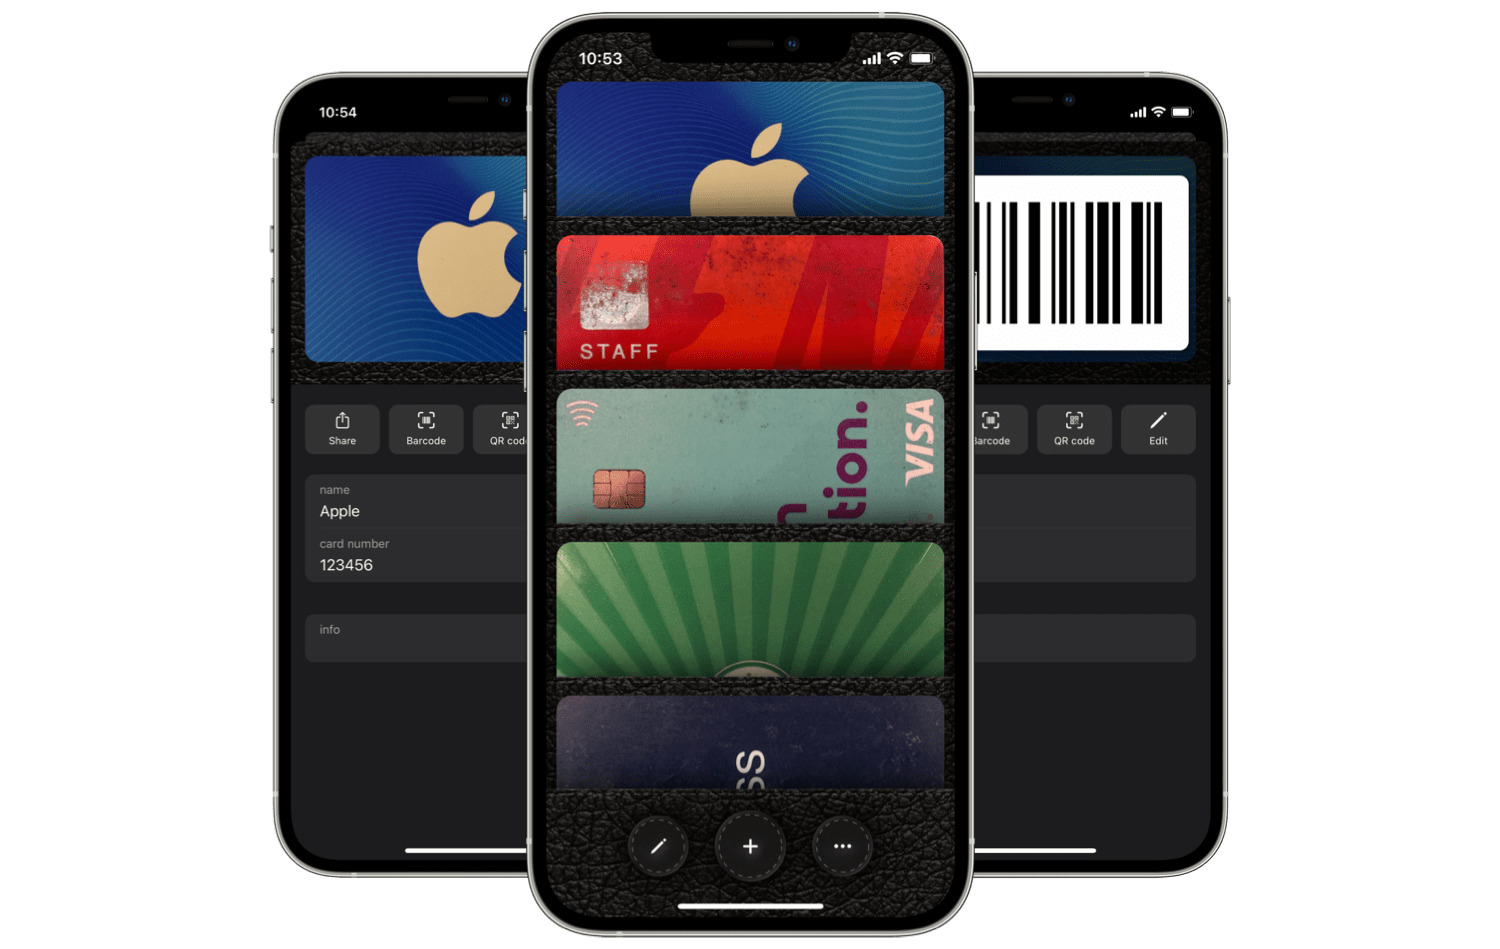 10:54
Share
Barcode
QR cod
name
Apple
card number
123456
info
10:53
STAFF
tion.
n
VISA
SS
Barcode
QR code
Edit